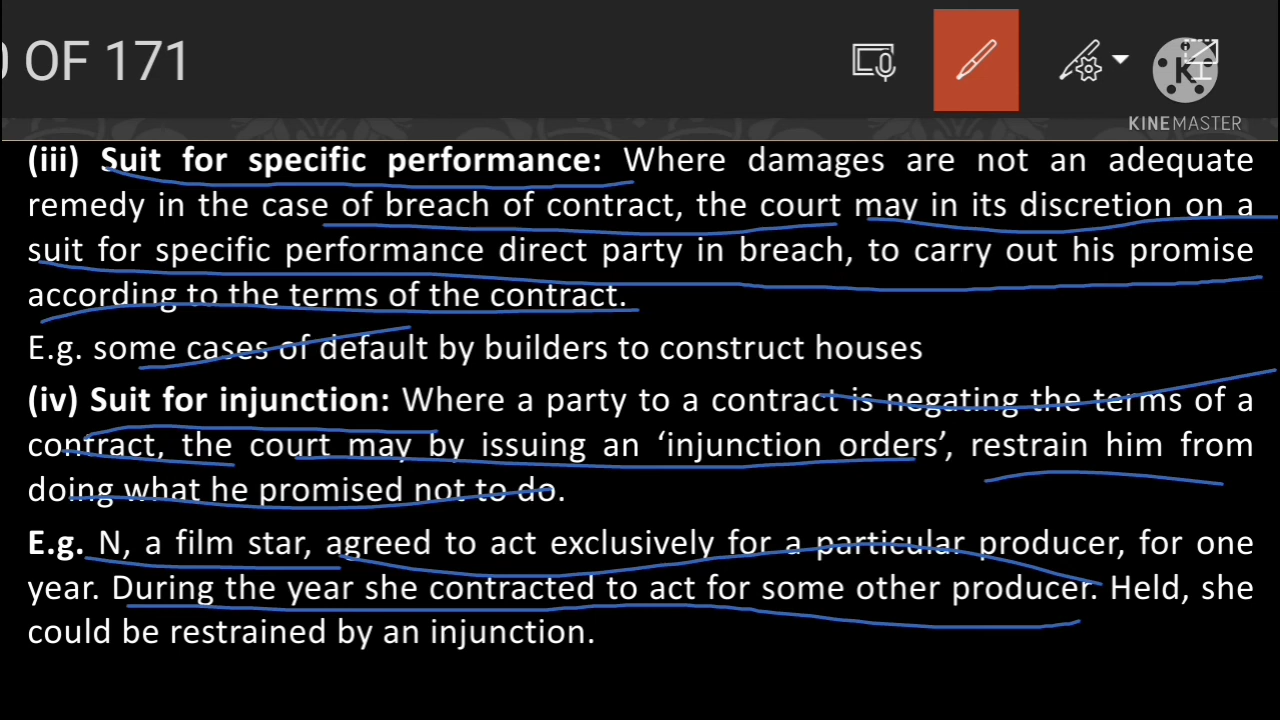 0 OF 171
K
KINEMASTER
(iii) Suit for specific performance: Where damages are not an adequate
remedy in the case of breach of contract, the court may in its discretion on a
suit for specific performance direct party in breach, to carry out his promise
according to the terms of the contract.
E.g. some cases of default by builders to construct houses
(iv) Suit for injunction: Where a party to a contract is negating the terms of a
contract, the court may by issuing an ‘injunction orders’, restrain him from
doing what he promised not to do.
E.g. N, a film star, agreed to act exclusively for a particular producer, for one
year. During the year she contracted to act for some other producer. Held, she
could be restrained by an injunction.